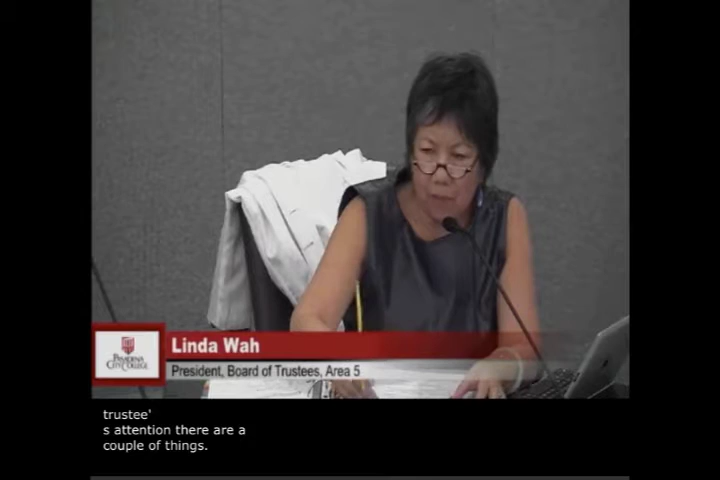 Linda Wah
PASADENA
CITY COLLEGE
President, Board of Trustees, Area 5
trustee'
s attention there are a
couple of things.